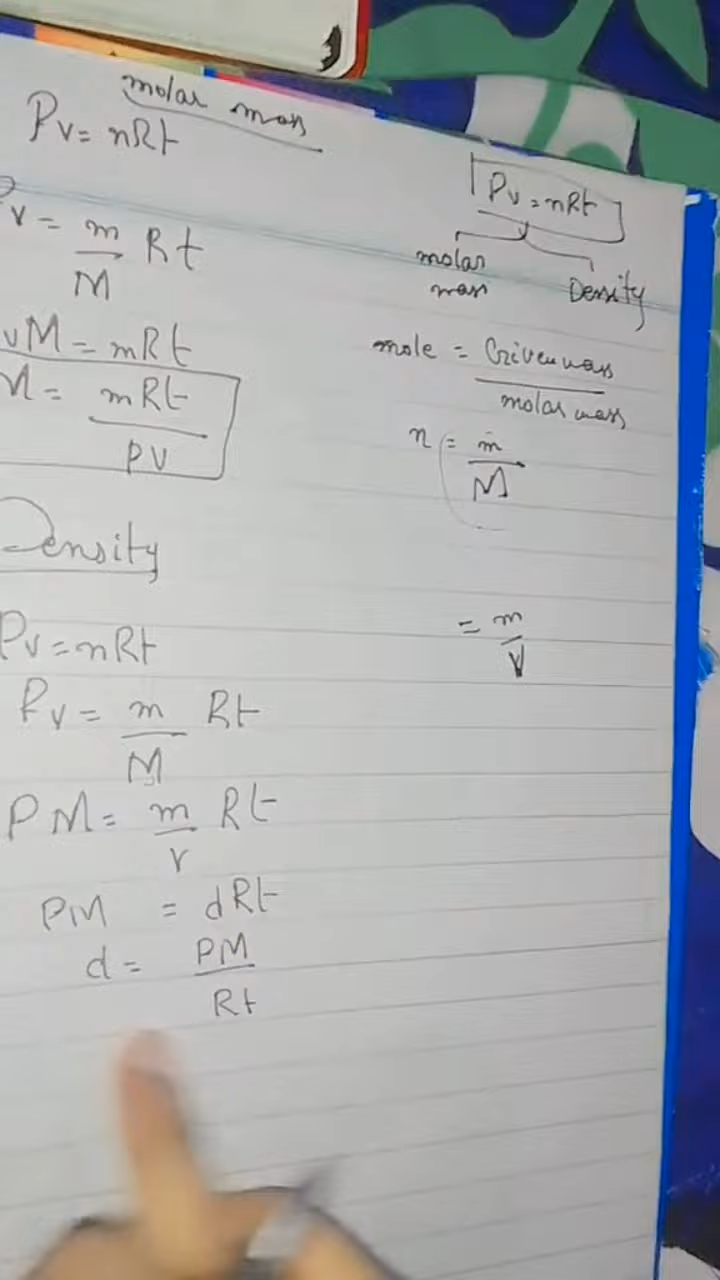 molar mass
Pv = nRt
Pv = nRt
v = m/M Rt
molar mass
Density
vM = mRt
mole = Given mass / molar mass
M = mRt / PV
n = m/M
Density
Pv = nRt
= m/V
Pv = m/M Rt
PM = m/v Rt
PM = dRt
d = PM/Rt